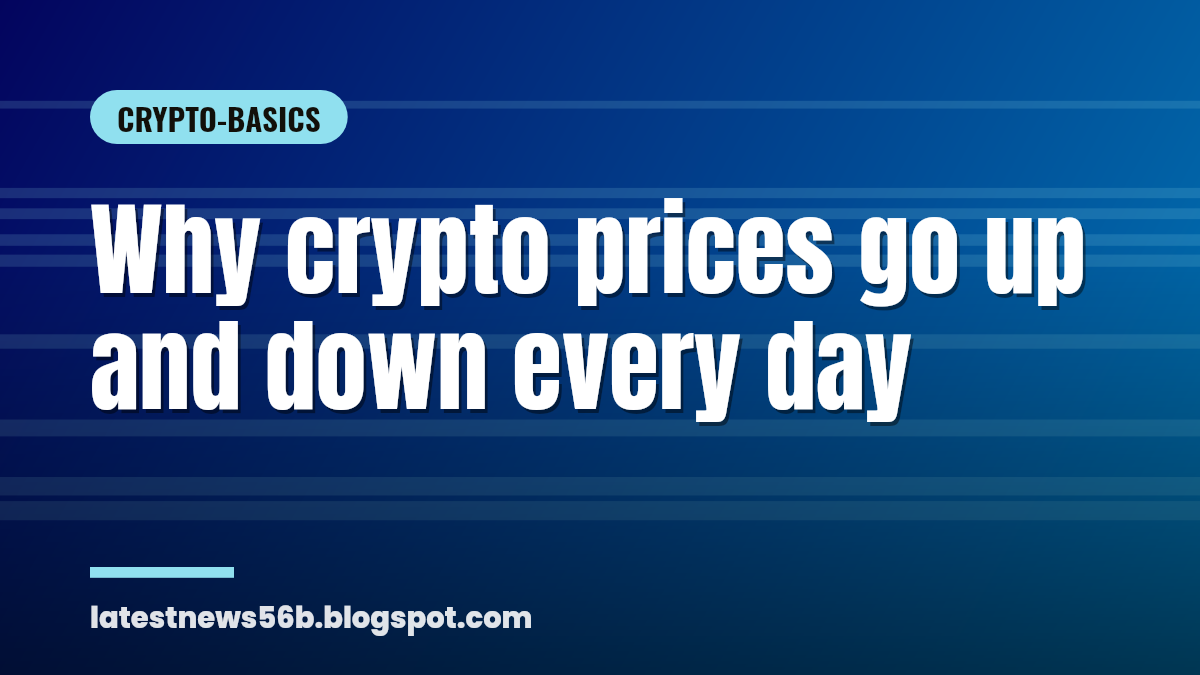 CRYPTO-BASICS
Why crypto prices go up
and down every day
latestnews56b.blogspot.com